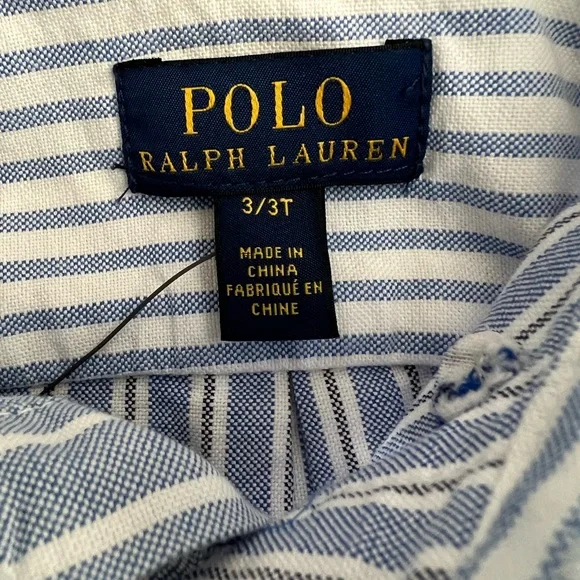 POLO
RALPH LAUREN
3/3T
MADE IN
CHINA
FABRIQUÉ EN
CHINE